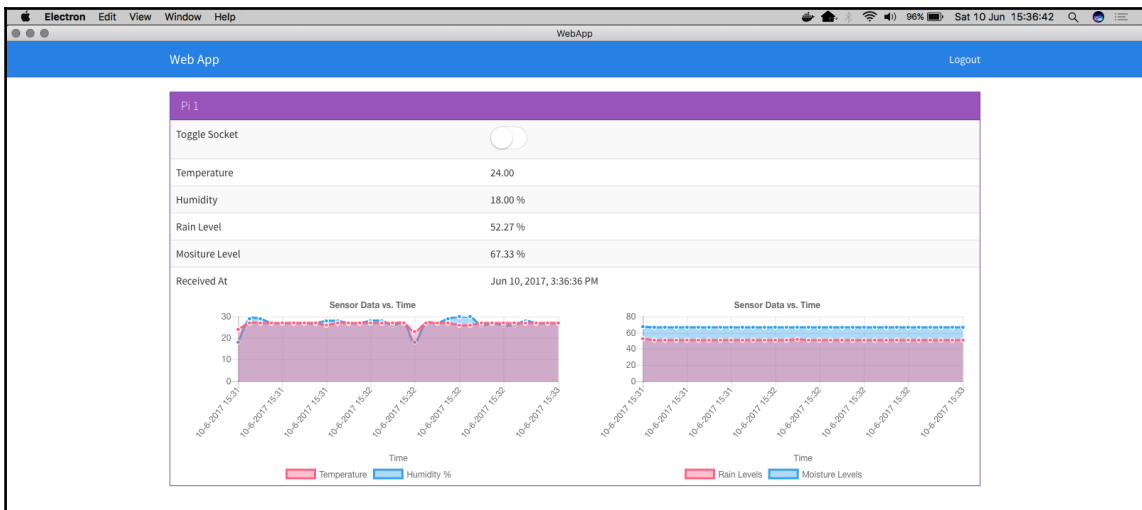 Electron Edit View Window Help 96% Sat 10 Jun 15:36:42
WebApp
Web App Logout
Pi 1
Toggle Socket
Temperature 24.00
Humidity 18.00 %
Rain Level 52.27 %
Mositure Level 67.33 %
Received At Jun 10, 2017, 3:36:36 PM
Sensor Data vs. Time
30
20
10
0
10-6-2017 15:31
10-6-2017 15:31
10-6-2017 15:31
10-6-2017 15:32
10-6-2017 15:32
10-6-2017 15:32
10-6-2017 15:32
10-6-2017 15:33
Time
Temperature Humidity %
Sensor Data vs. Time
80
60
40
20
0
10-6-2017 15:31
10-6-2017 15:31
10-6-2017 15:31
10-6-2017 15:32
10-6-2017 15:32
10-6-2017 15:32
10-6-2017 15:32
10-6-2017 15:33
Time
Rain Levels Moisture Levels